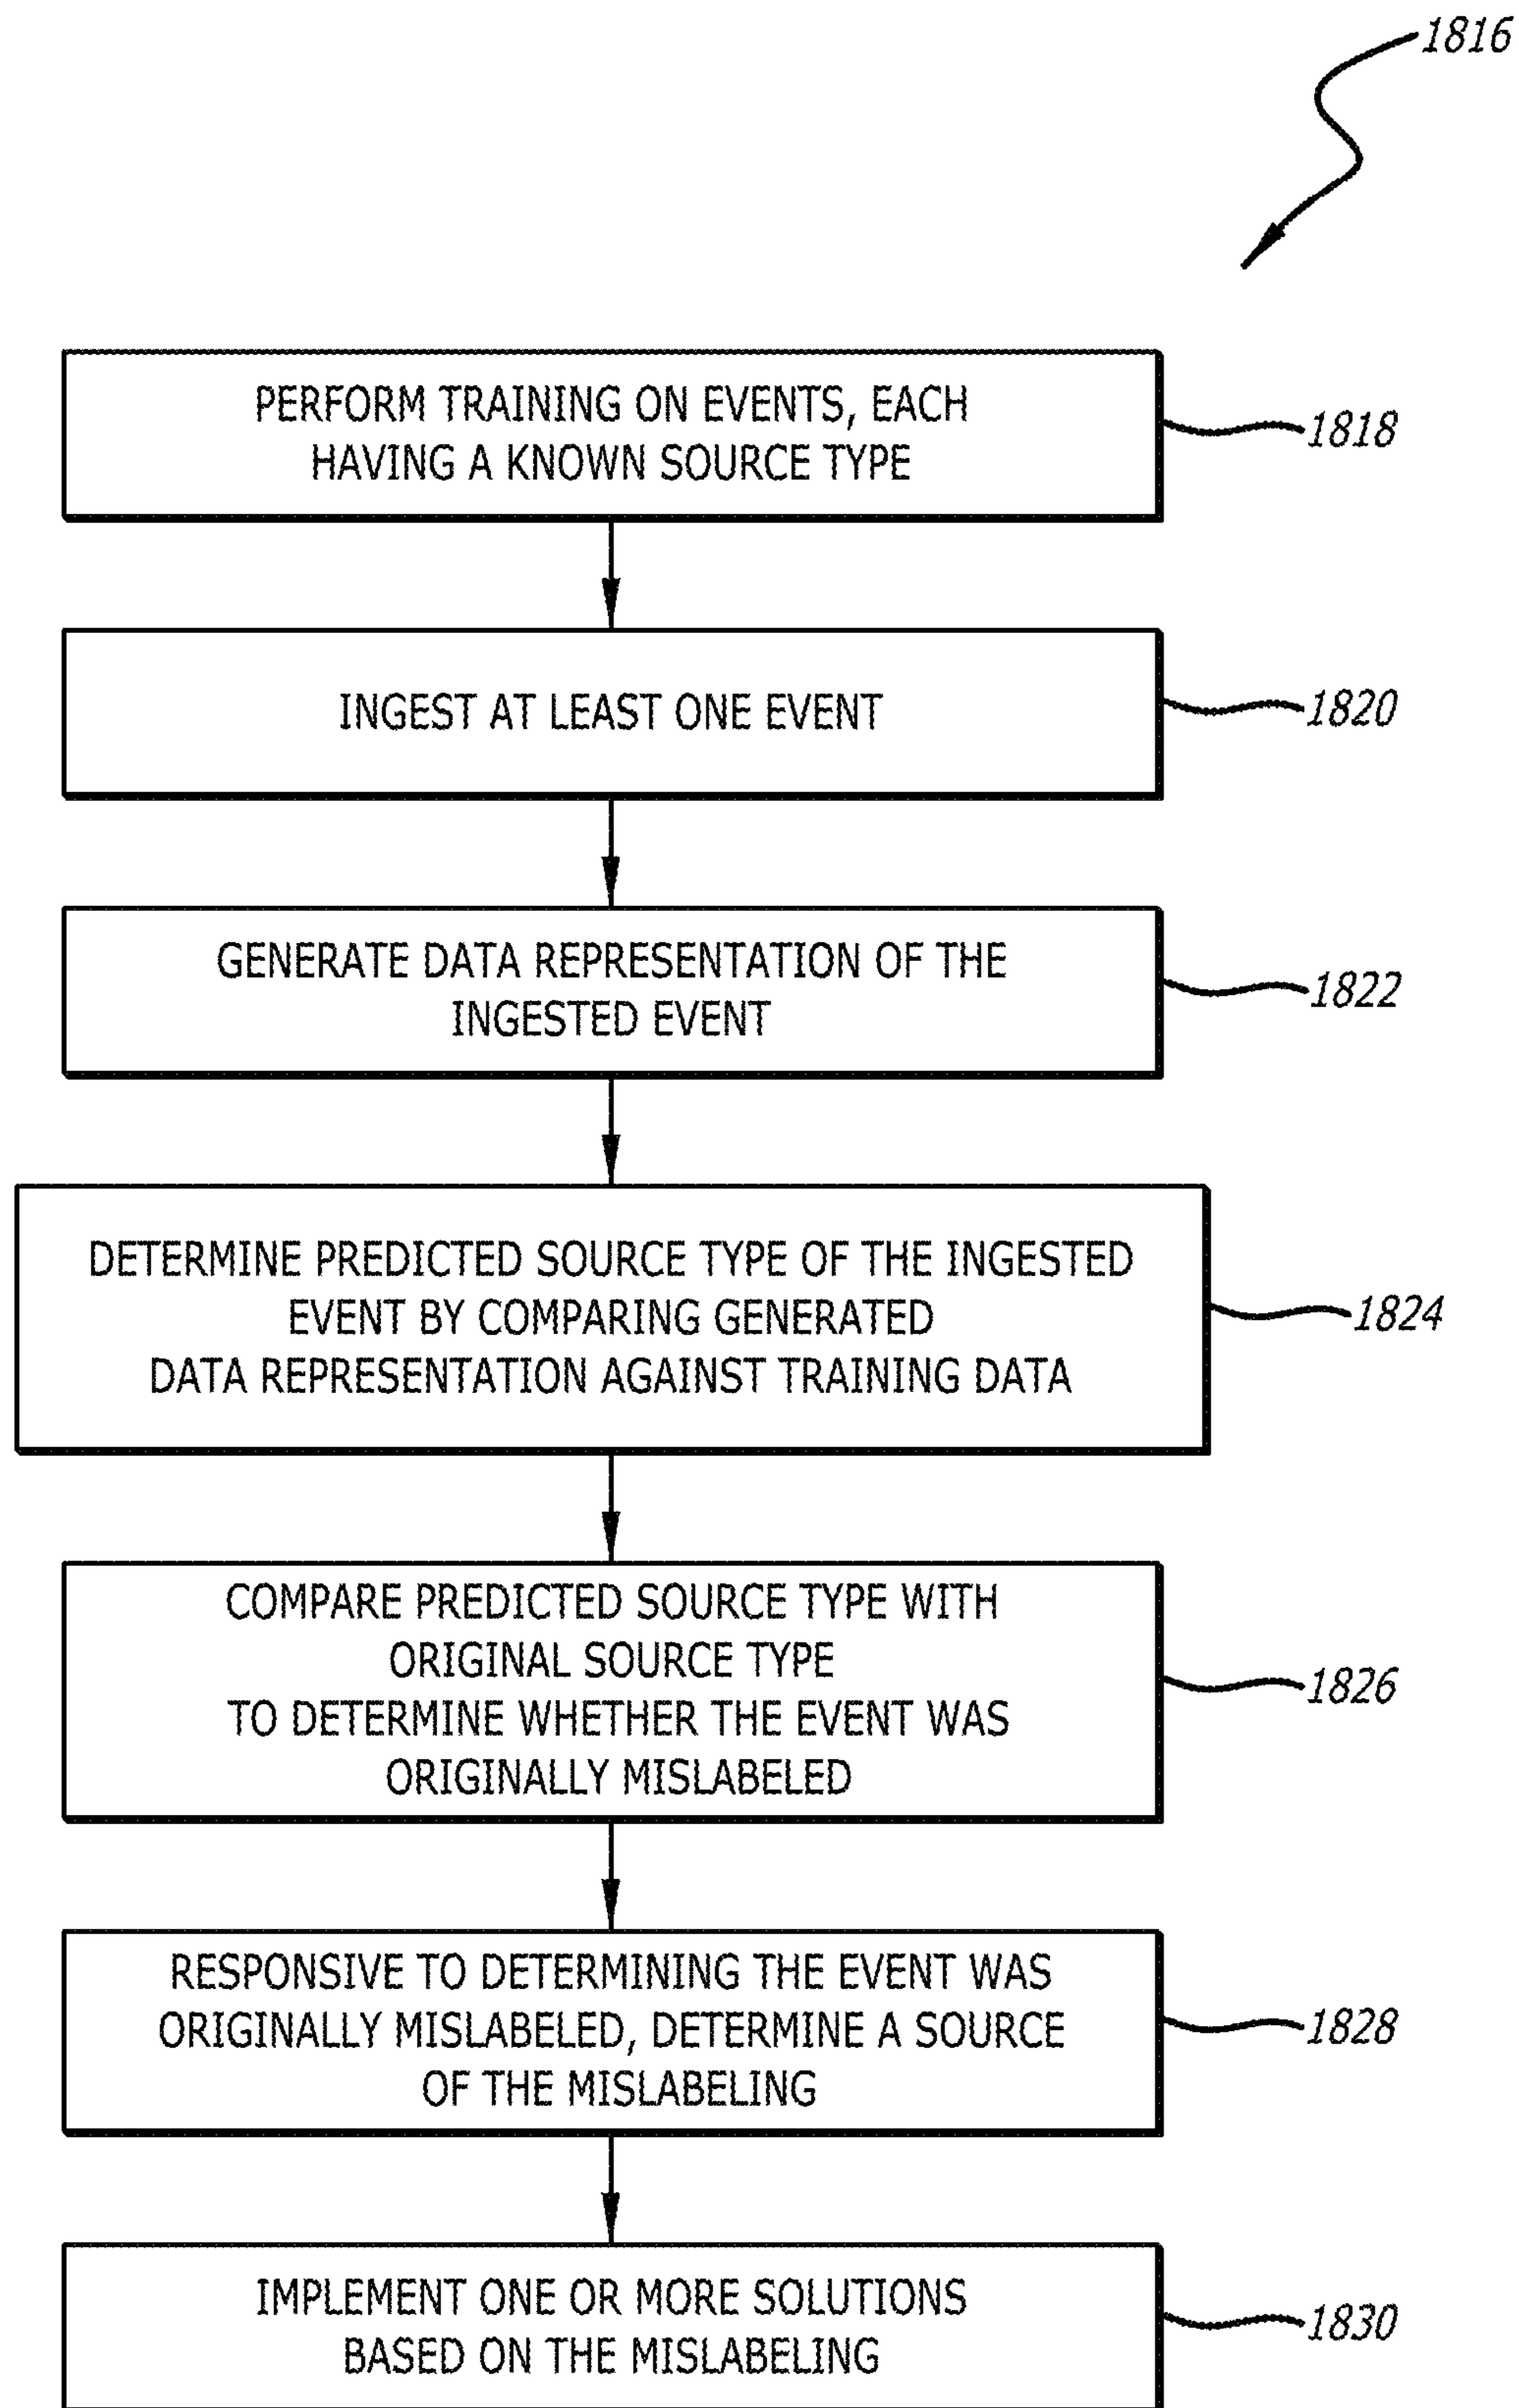 1816
PERFORM TRAINING ON EVENTS, EACH
HAVING A KNOWN SOURCE TYPE
1818
INGEST AT LEAST ONE EVENT
1820
GENERATE DATA REPRESENTATION OF THE
INGESTED EVENT
1822
DETERMINE PREDICTED SOURCE TYPE OF THE INGESTED
EVENT BY COMPARING GENERATED
DATA REPRESENTATION AGAINST TRAINING DATA
1824
COMPARE PREDICTED SOURCE TYPE WITH
ORIGINAL SOURCE TYPE
TO DETERMINE WHETHER THE EVENT WAS
ORIGINALLY MISLABELED
1826
RESPONSIVE TO DETERMINING THE EVENT WAS
ORIGINALLY MISLABELED, DETERMINE A SOURCE
OF THE MISLABELING
1828
IMPLEMENT ONE OR MORE SOLUTIONS
BASED ON THE MISLABELING
1830